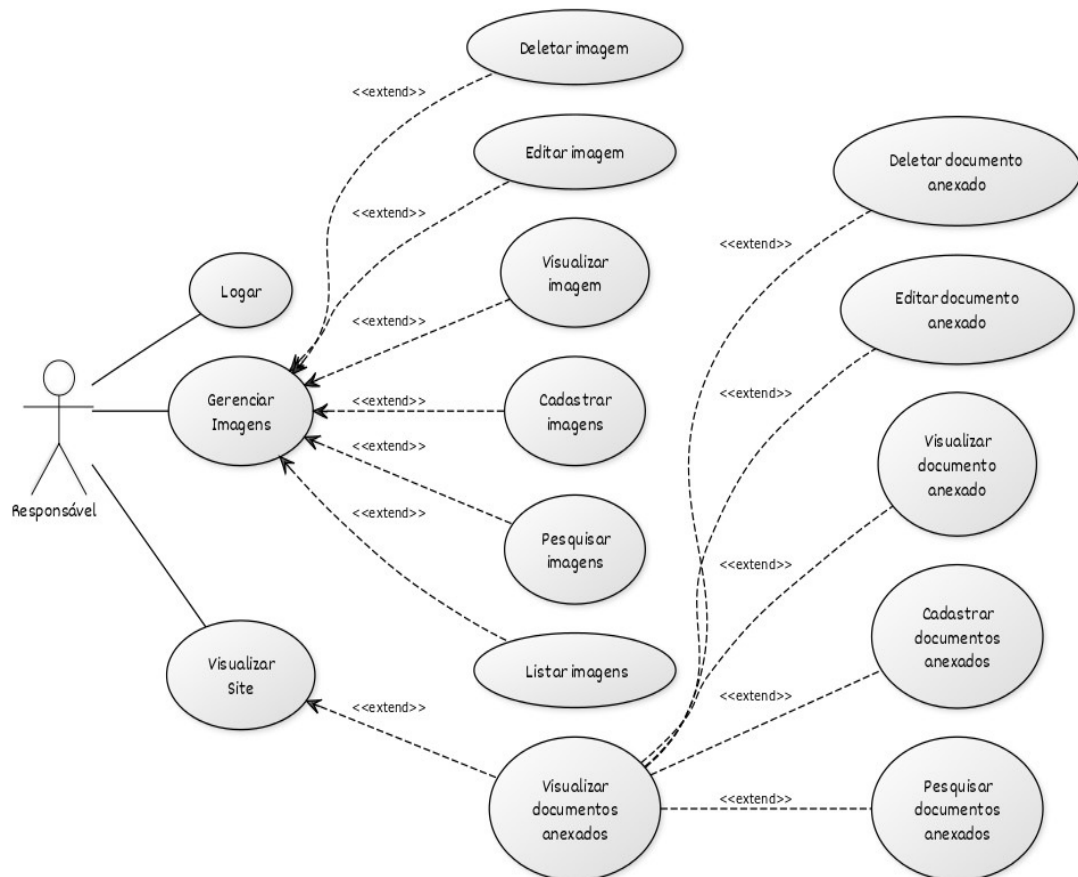 Deletar imagem
<<extend>>
Editar imagem
<<extend>>
Visualizar
imagem
<<extend>>
Logar
Gerenciar
Imagens
<<extend>>
Cadastrar
imagens
<<extend>>
Pesquisar
imagens
<<extend>>
Listar imagens
Responsável
Visualizar
Site
<<extend>>
Visualizar
documentos
anexados
Deletar documento
anexado
<<extend>>
Editar documento
anexado
<<extend>>
Visualizar
documento
anexado
<<extend>>
Cadastrar
documentos
anexados
<<extend>>
Pesquisar
documentos
anexados